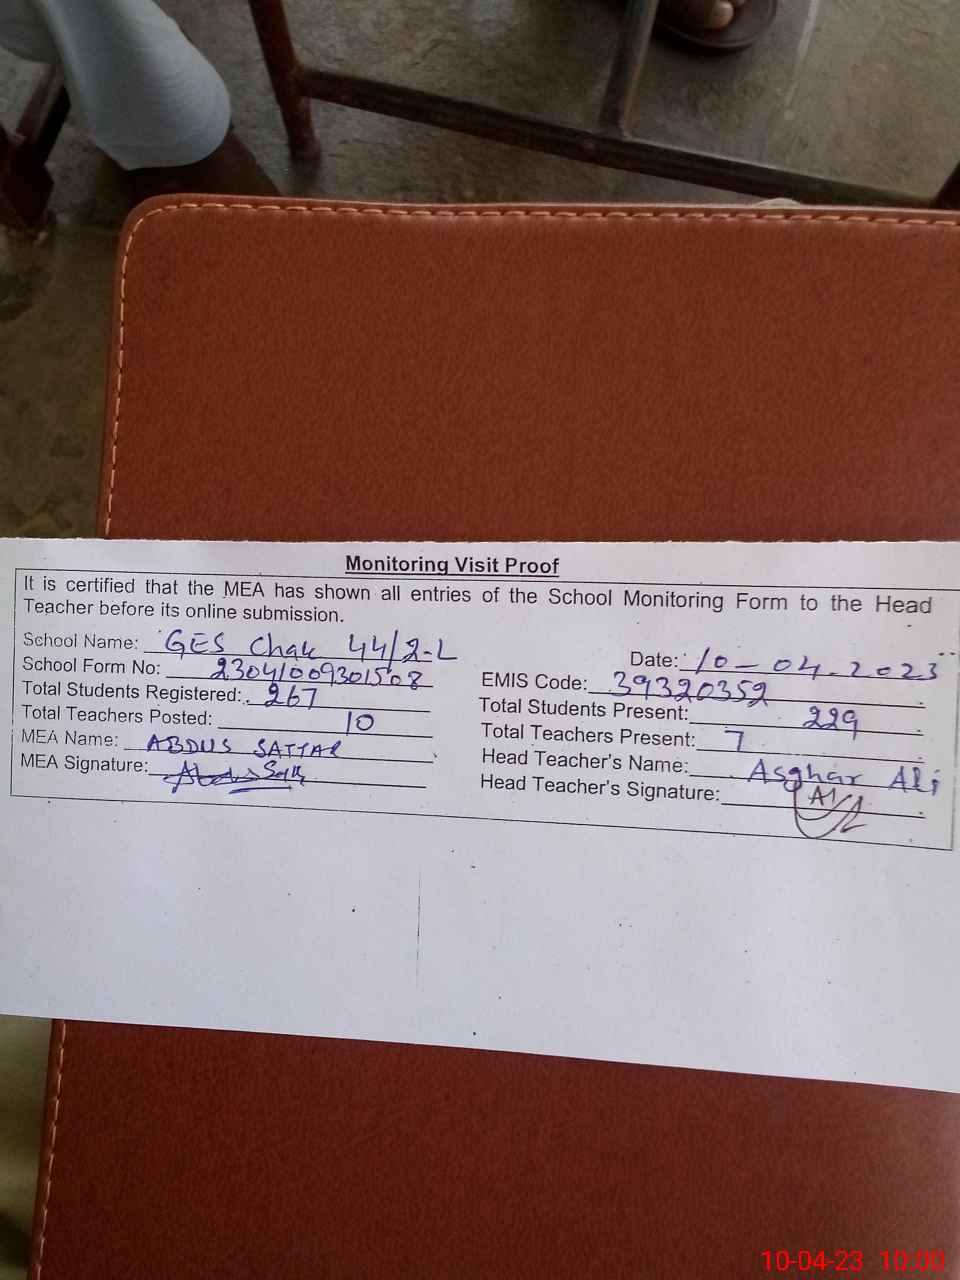 Monitoring Visit Proof
It is certified that the MEA has shown all entries of the School Monitoring Form to the Head
Teacher before its online submission.
School Name: GES Chak 44/2-L
Date: 10-04-2023
School Form No: 23041009301508
EMIS Code: 39320352
Total Students Registered: 267
Total Students Present: 229
Total Teachers Posted: 10
Total Teachers Present: 7
MEA Name: ABDUS SATTAR
Head Teacher's Name: Asghar Ali
MEA Signature:
Head Teacher's Signature:
10-04-23 10:00